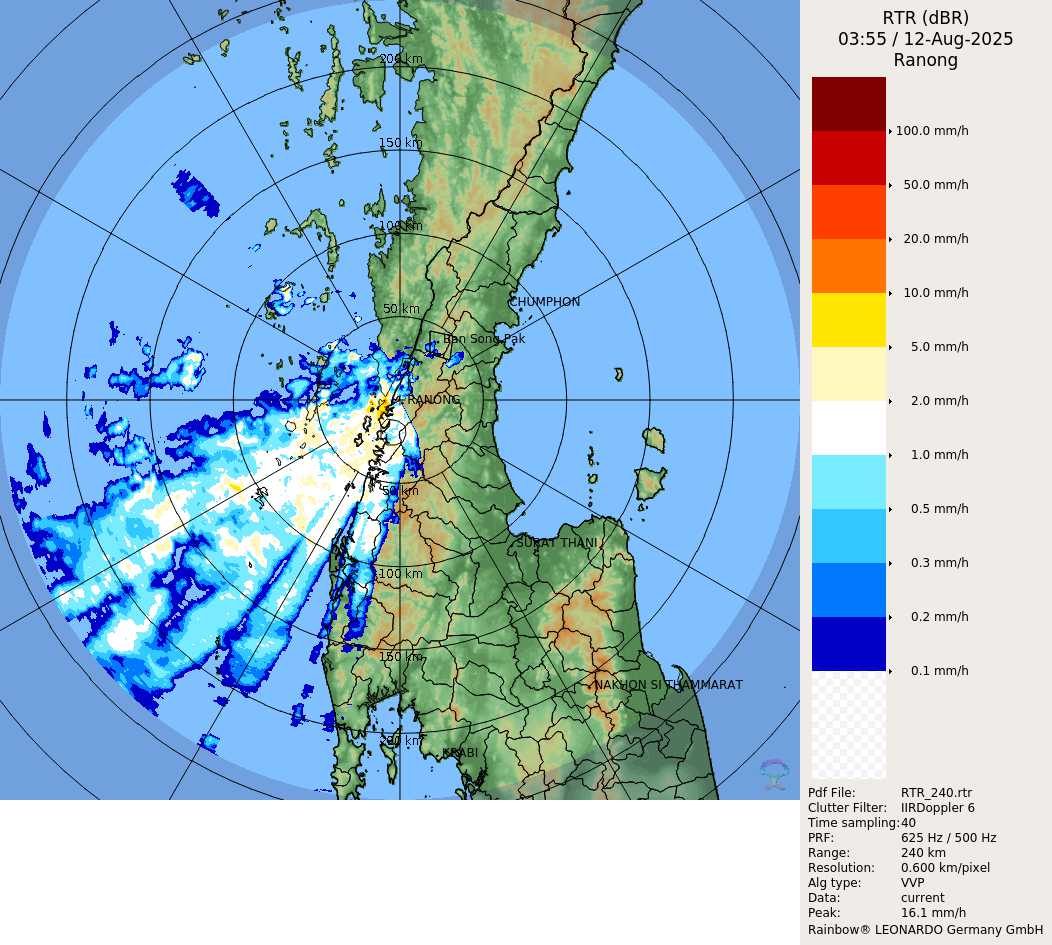 RTR (dBR)
03:55 / 12-Aug-2025
Ranong
100.0 mm/h
50.0 mm/h
20.0 mm/h
10.0 mm/h
5.0 mm/h
2.0 mm/h
1.0 mm/h
0.5 mm/h
0.3 mm/h
0.2 mm/h
0.1 mm/h
Pdf File: RTR_240.rtr
Clutter Filter: IIRDoppler 6
Time sampling: 40
PRF: 625 Hz / 500 Hz
Range: 240 km
Resolution: 0.600 km/pixel
Alg type: VVP
Data: current
Peak: 16.1 mm/h
Rainbow® LEONARDO Germany GmbH
200 km
150 km
100 km
50 km
CHUMPHON
Ban Song Pak
RANONG
50 km
SURAT THANI
100 km
150 km
NAKHON SI THAMMARAT
200 km
KRABI